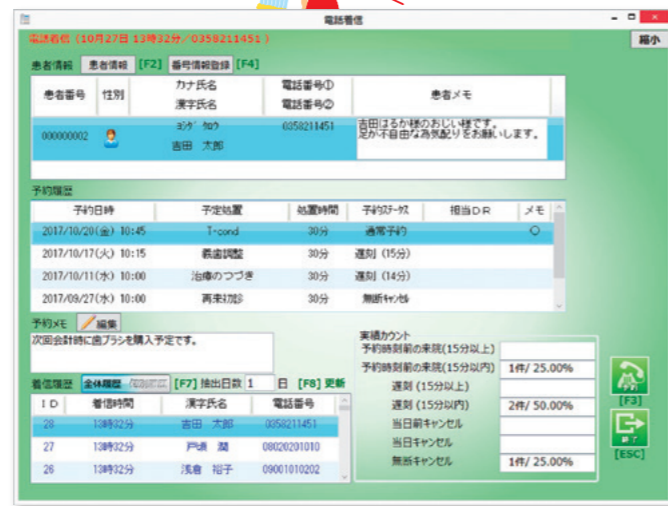 電話着信
電話着信 (10月27日 13時32分／0358211451 )
縮小
患者情報 患者情報 [F2] 番号情報登録 [F4]
患者番号 性別 カナ氏名 電話番号① 患者メモ
漢字氏名 電話番号②
000000002 ﾖｼﾀﾞ ﾀﾛｳ 0358211451 吉田はるか様のおじい様です。
吉田 太郎 足が不自由な為気配りをお願いします。
予約履歴
予約日時 予定処置 処置時間 予約ｽﾃｰﾀｽ 担当DR メモ
2017/10/20(金) 10:45 T-cond 30分 通常予約 ○
2017/10/17(火) 10:15 義歯調整 30分 遅刻 (15分)
2017/10/11(水) 10:00 治療のつづき 30分 遅刻 (14分)
2017/09/27(水) 10:00 再来初診 30分 無断ｷｬﾝｾﾙ
予約メモ 編集
次回会計時に歯ブラシを購入予定です。
実績カウント
予約時刻前の来院(15分以上)
予約時刻前の来院(15分以内) 1件/ 25.00%
遅刻 (15分以上)
遅刻 (15分以内) 2件/ 50.00%
当日前キャンセル
当日キャンセル
無断キャンセル 1件/ 25.00%
着信履歴 全体履歴 [F7] 抽出日数 1 日 [F8] 更新
ID 着信時間 漢字氏名 電話番号
28 13時32分 吉田 太郎 0358211451
27 13時32分 戸頃 潤 08020201010
26 13時32分 浅倉 裕子 09001010202
[F3]
終了
[ESC]